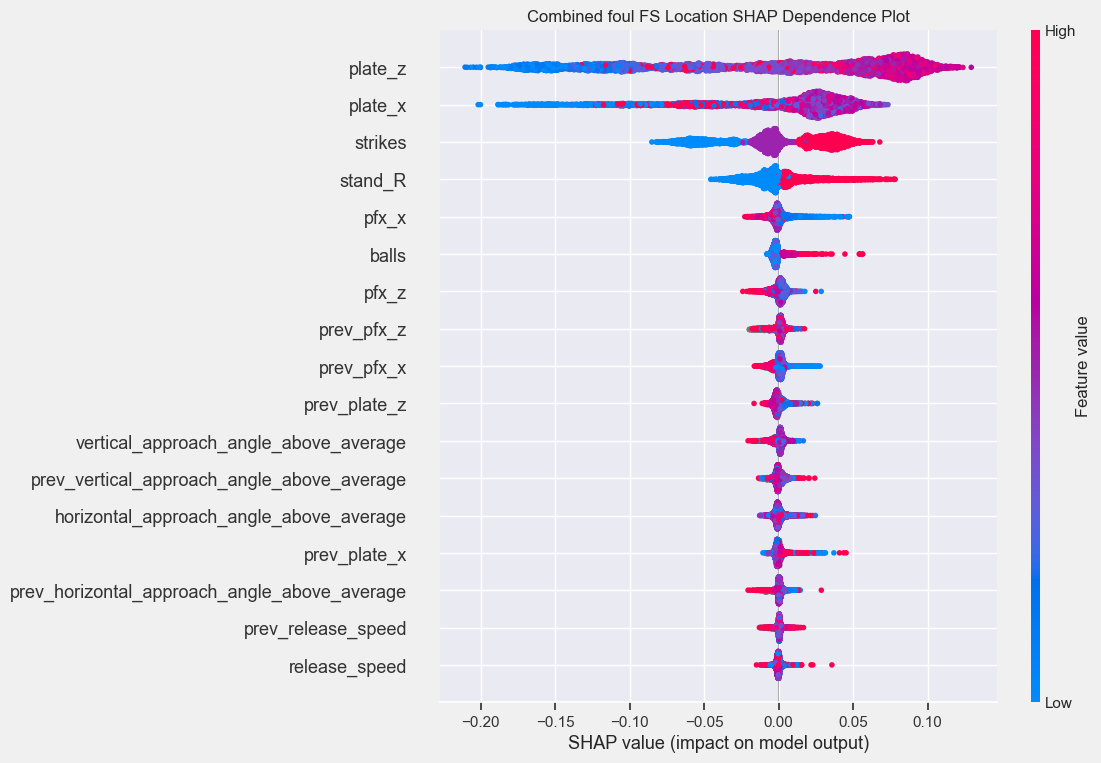 Combined foul FS Location SHAP Dependence Plot
High
plate_z
plate_x
strikes
stand_R
pfx_x
balls
pfx_z
prev_pfx_z
prev_pfx_x
prev_plate_z
vertical_approach_angle_above_average
prev_vertical_approach_angle_above_average
horizontal_approach_angle_above_average
prev_plate_x
prev_horizontal_approach_angle_above_average
prev_release_speed
release_speed
Feature value
Low
−0.20 −0.15 −0.10 −0.05 0.00 0.05 0.10
SHAP value (impact on model output)